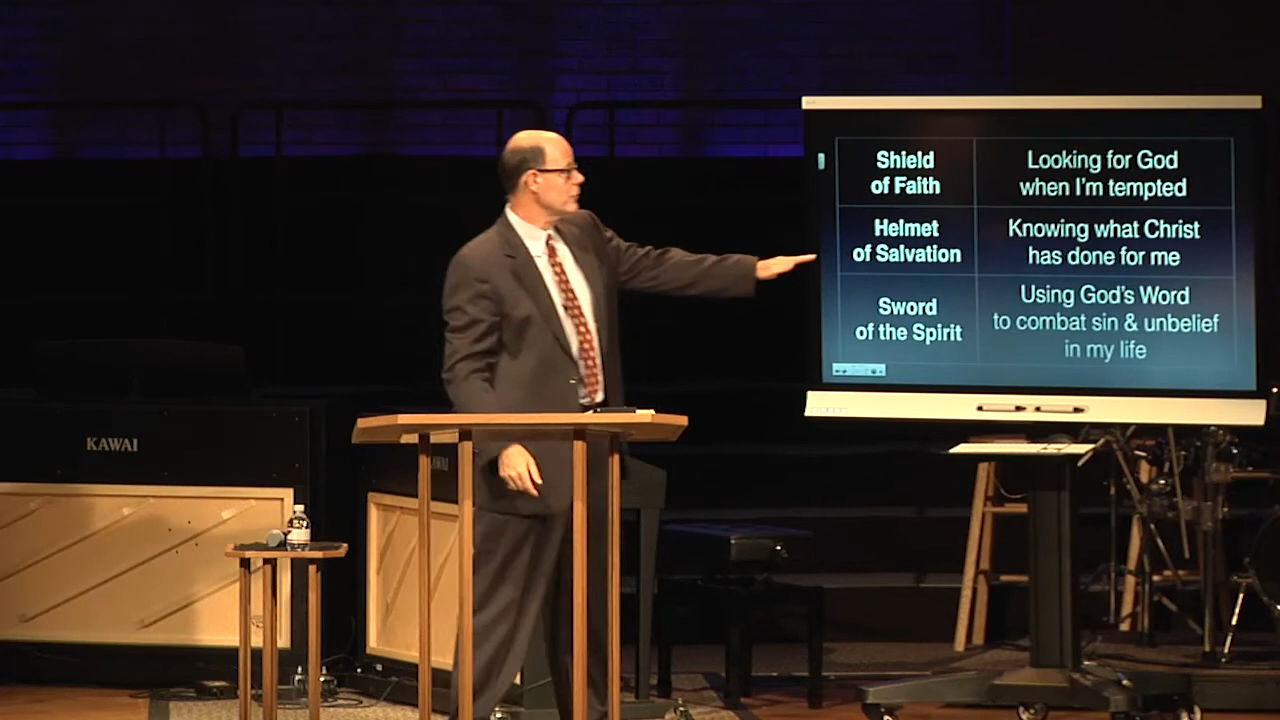 Shield
of Faith
Looking for God
when I'm tempted
Helmet
of Salvation
Knowing what Christ
has done for me
Sword
of the Spirit
Using God's Word
to combat sin & unbelief
in my life
KAWAI